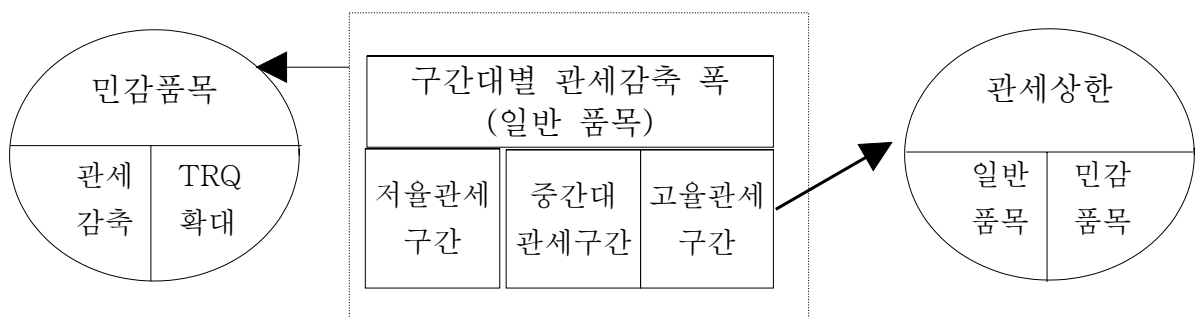 민감품목
관세
감축
TRQ
확대
구간대별 관세감축 폭
(일반 품목)
저율관세
구간
중간대
관세구간
고율관세
구간
관세상한
일반
품목
민감
품목